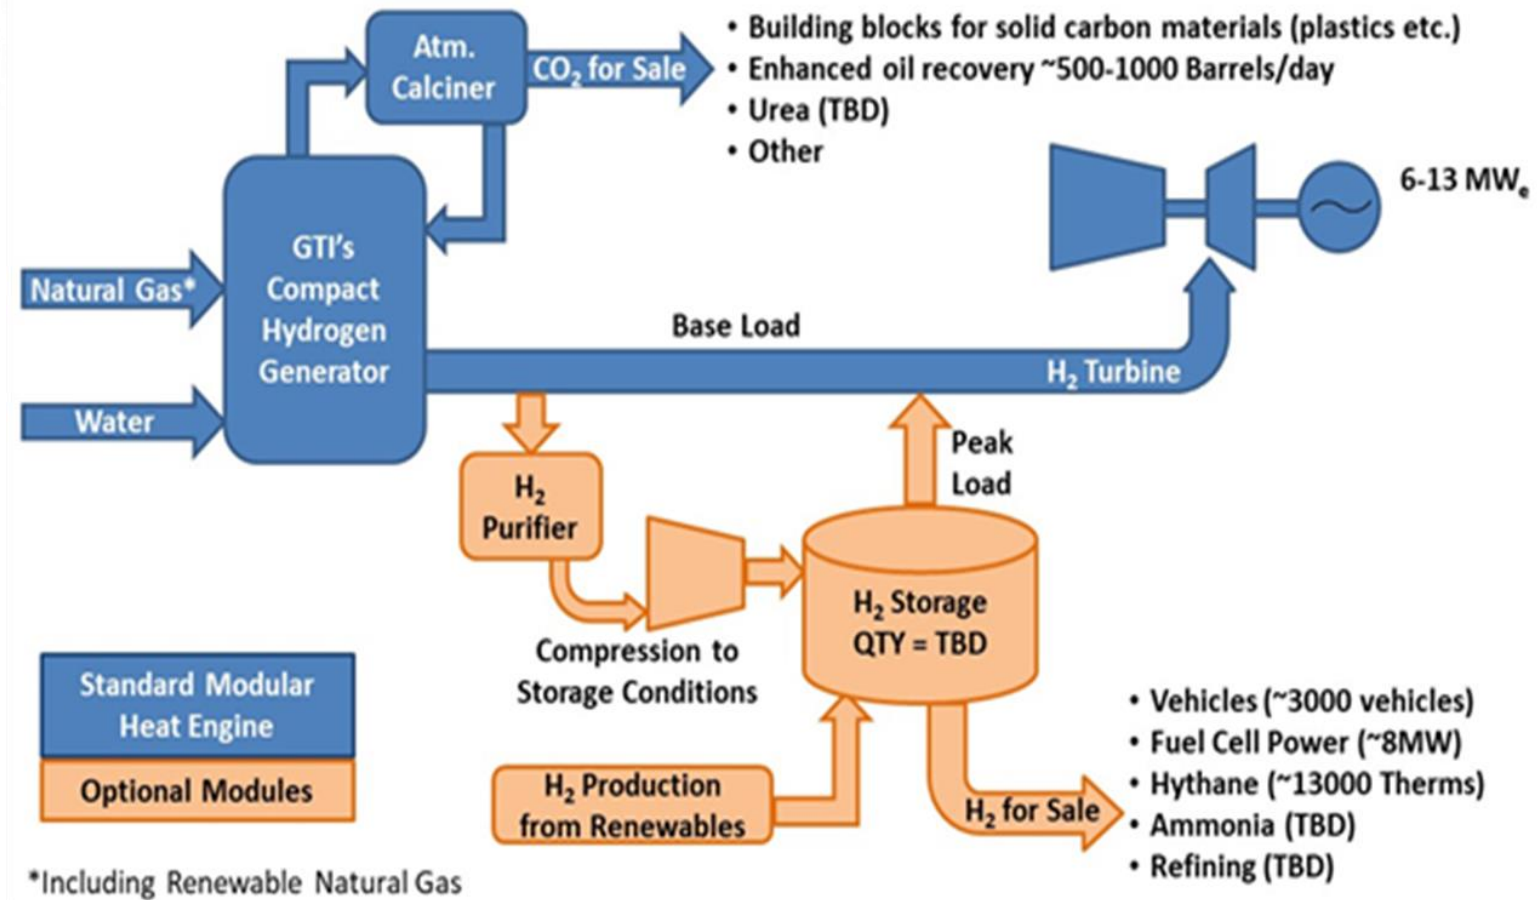 Atm.
Calciner
CO₂ for Sale
• Building blocks for solid carbon materials (plastics etc.)
• Enhanced oil recovery ~500-1000 Barrels/day
• Urea (TBD)
• Other
6-13 MWₑ
GTI's
Compact
Hydrogen
Generator
Natural Gas*
Water
Base Load
H₂ Turbine
Peak
Load
H₂
Purifier
Compression to
Storage Conditions
H₂ Storage
QTY = TBD
H₂ Production
from Renewables
H₂ for Sale
• Vehicles (~3000 vehicles)
• Fuel Cell Power (~8MW)
• Hythane (~13000 Therms)
• Ammonia (TBD)
• Refining (TBD)
Standard Modular
Heat Engine
Optional Modules
*Including Renewable Natural Gas